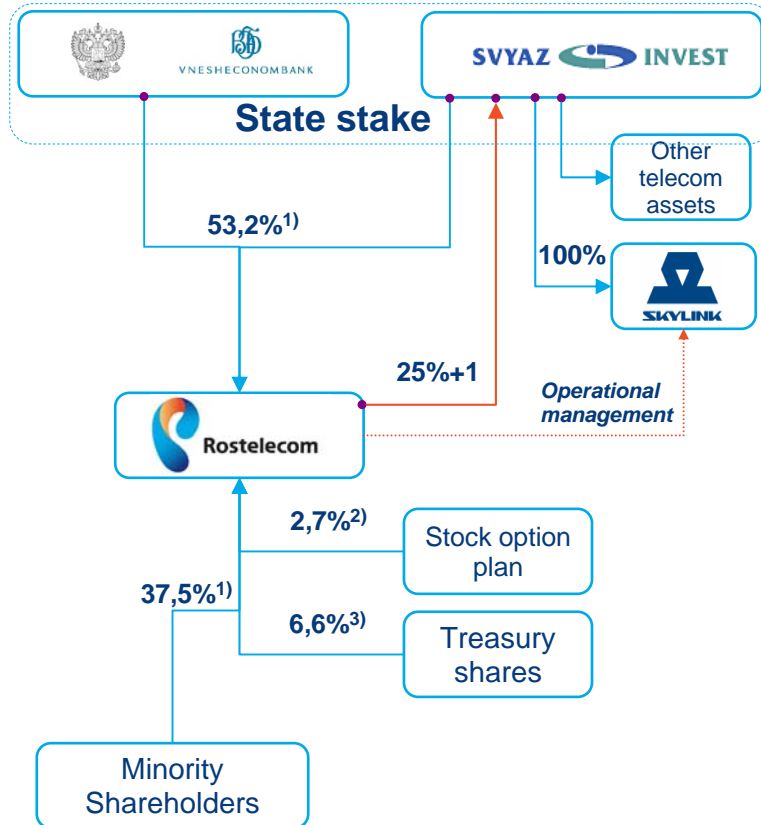 VNESHECONOMBANK
SVYAZ INVEST
State stake
Other
telecom
assets
53,2%1)
100%
SKYLINK
25%+1
Operational
management
Rostelecom
2,7%2)
Stock option
plan
37,5%1)
6,6%3)
Treasury
shares
Minority
Shareholders